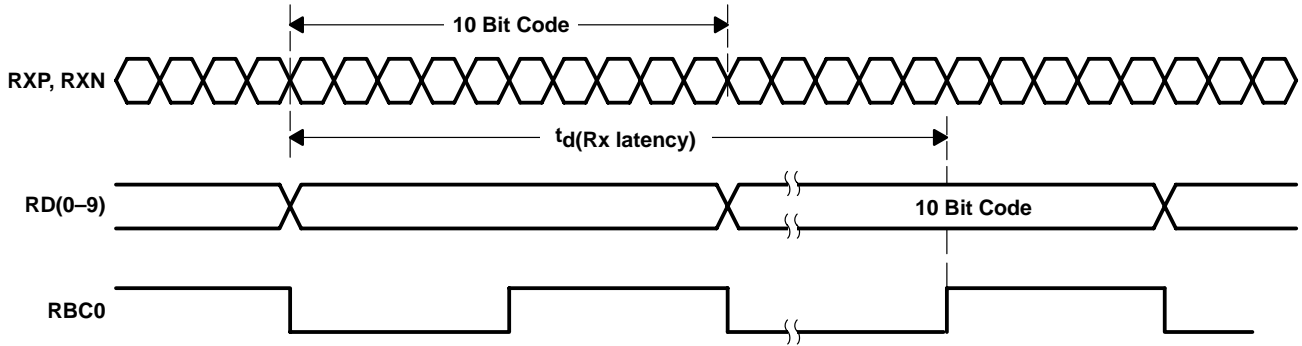 10 Bit Code
RXP, RXN
td(Rx latency)
RD(0–9)
10 Bit Code
RBC0